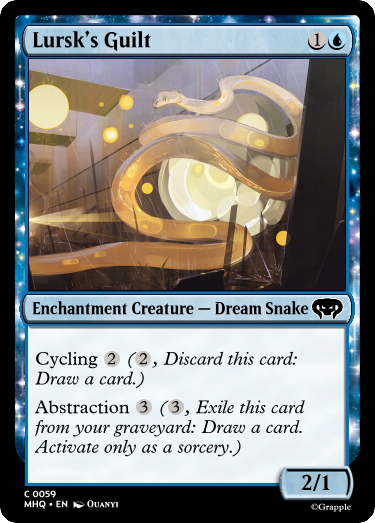 Lursk's Guilt 1
Enchantment Creature — Dream Snake
Cycling 2 (2, Discard this card:
Draw a card.)
Abstraction 3 (3, Exile this card
from your graveyard: Draw a card.
Activate only as a sorcery.)
2/1
C 0059
MHQ • EN Ouanyi
©Grapple